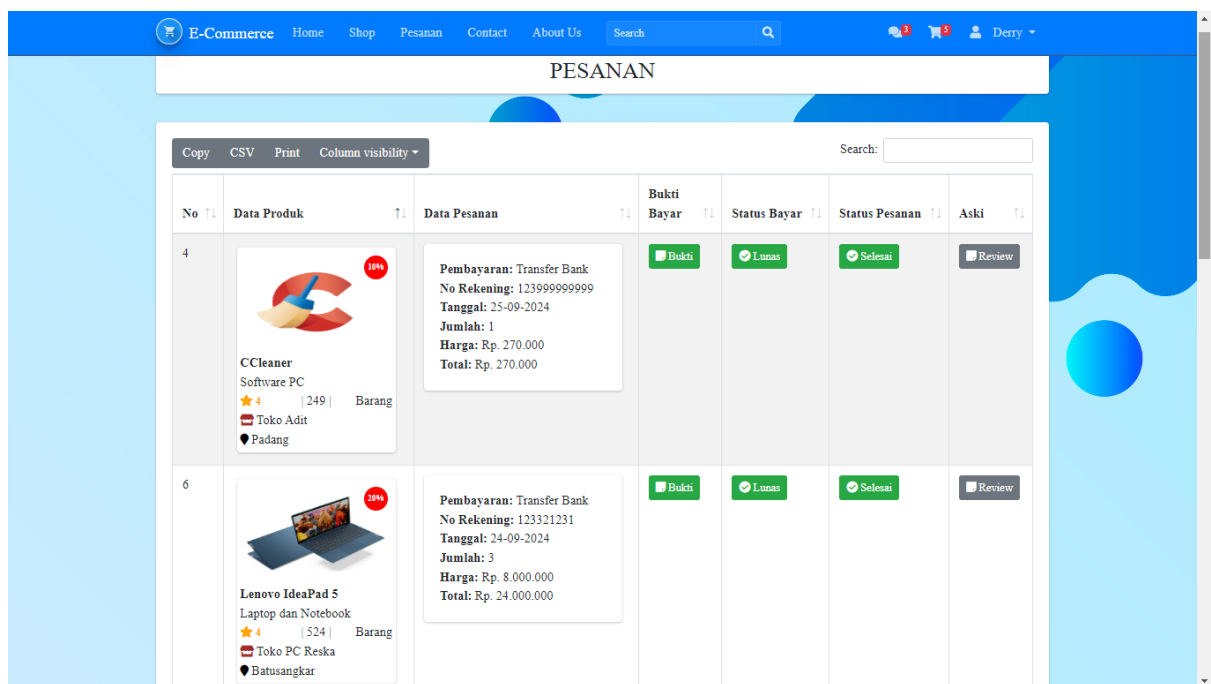 E-Commerce Home Shop Pesanan Contact About Us Search 3 5 Derry
PESANAN
Copy CSV Print Column visibility Search:
No Data Produk Data Pesanan Bukti Bayar Status Bayar Status Pesanan Aski
4
10%
CCleaner
Software PC
4 | 249 | Barang
Toko Adit
Padang
Pembayaran: Transfer Bank
No Rekening: 123999999999
Tanggal: 25-09-2024
Jumlah: 1
Harga: Rp. 270.000
Total: Rp. 270.000
Bukti Lunas Selesai Review
6
20%
Lenovo IdeaPad 5
Laptop dan Notebook
4 | 524 | Barang
Toko PC Reska
Batusangkar
Pembayaran: Transfer Bank
No Rekening: 123321231
Tanggal: 24-09-2024
Jumlah: 3
Harga: Rp. 8.000.000
Total: Rp. 24.000.000
Bukti Lunas Selesai Review